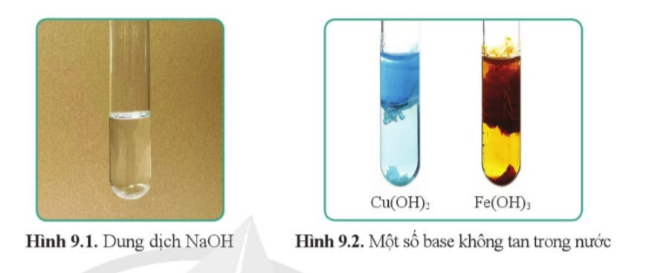 Cu(OH)₂
Fe(OH)₃
Hình 9.1. Dung dịch NaOH
Hình 9.2. Một số base không tan trong nước